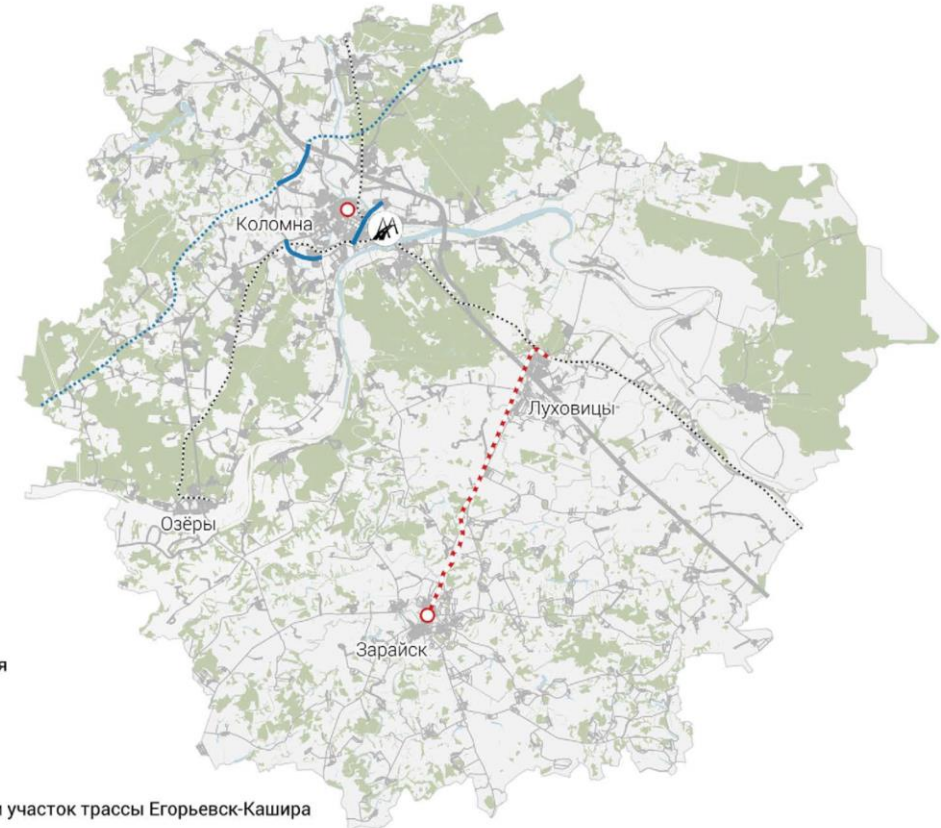 Коломна
Луховицы
Озёры
Зарайск
я
участок трассы Егорьевск-Кашира